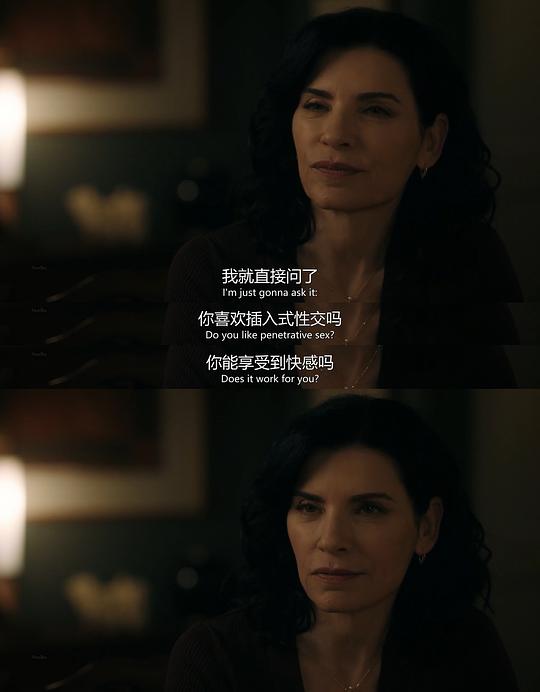 我就直接问了
I'm just gonna ask it:
你喜欢插入式性交吗
Do you like penetrative sex?
你能享受到快感吗
Does it work for you?